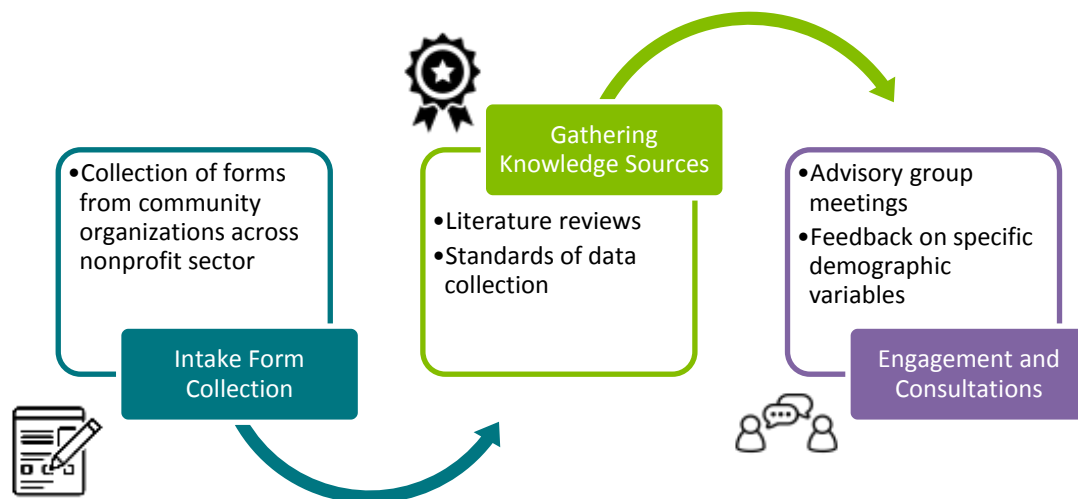 •Collection of forms
from community
organizations across
nonprofit sector
Intake Form
Collection
Gathering
Knowledge Sources
•Literature reviews
•Standards of data
collection
•Advisory group
meetings
•Feedback on specific
demographic
variables
Engagement and
Consultations